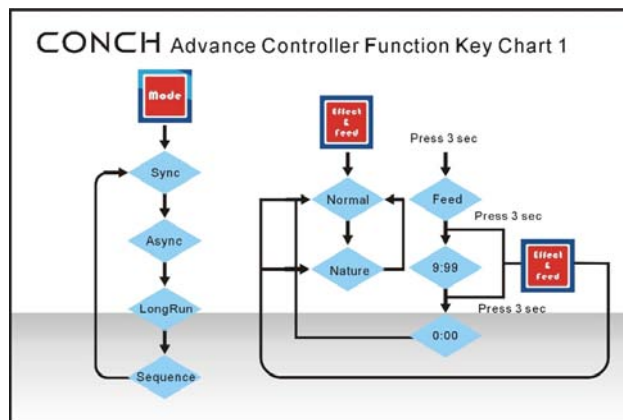 CONCH Advance Controller Function Key Chart 1
Mode
Sync
Async
LongRun
Sequence
Effect
&
Feed
Normal
Nature
Press 3 sec
Feed
Press 3 sec
9:99
Press 3 sec
0:00
Effect
&
Feed